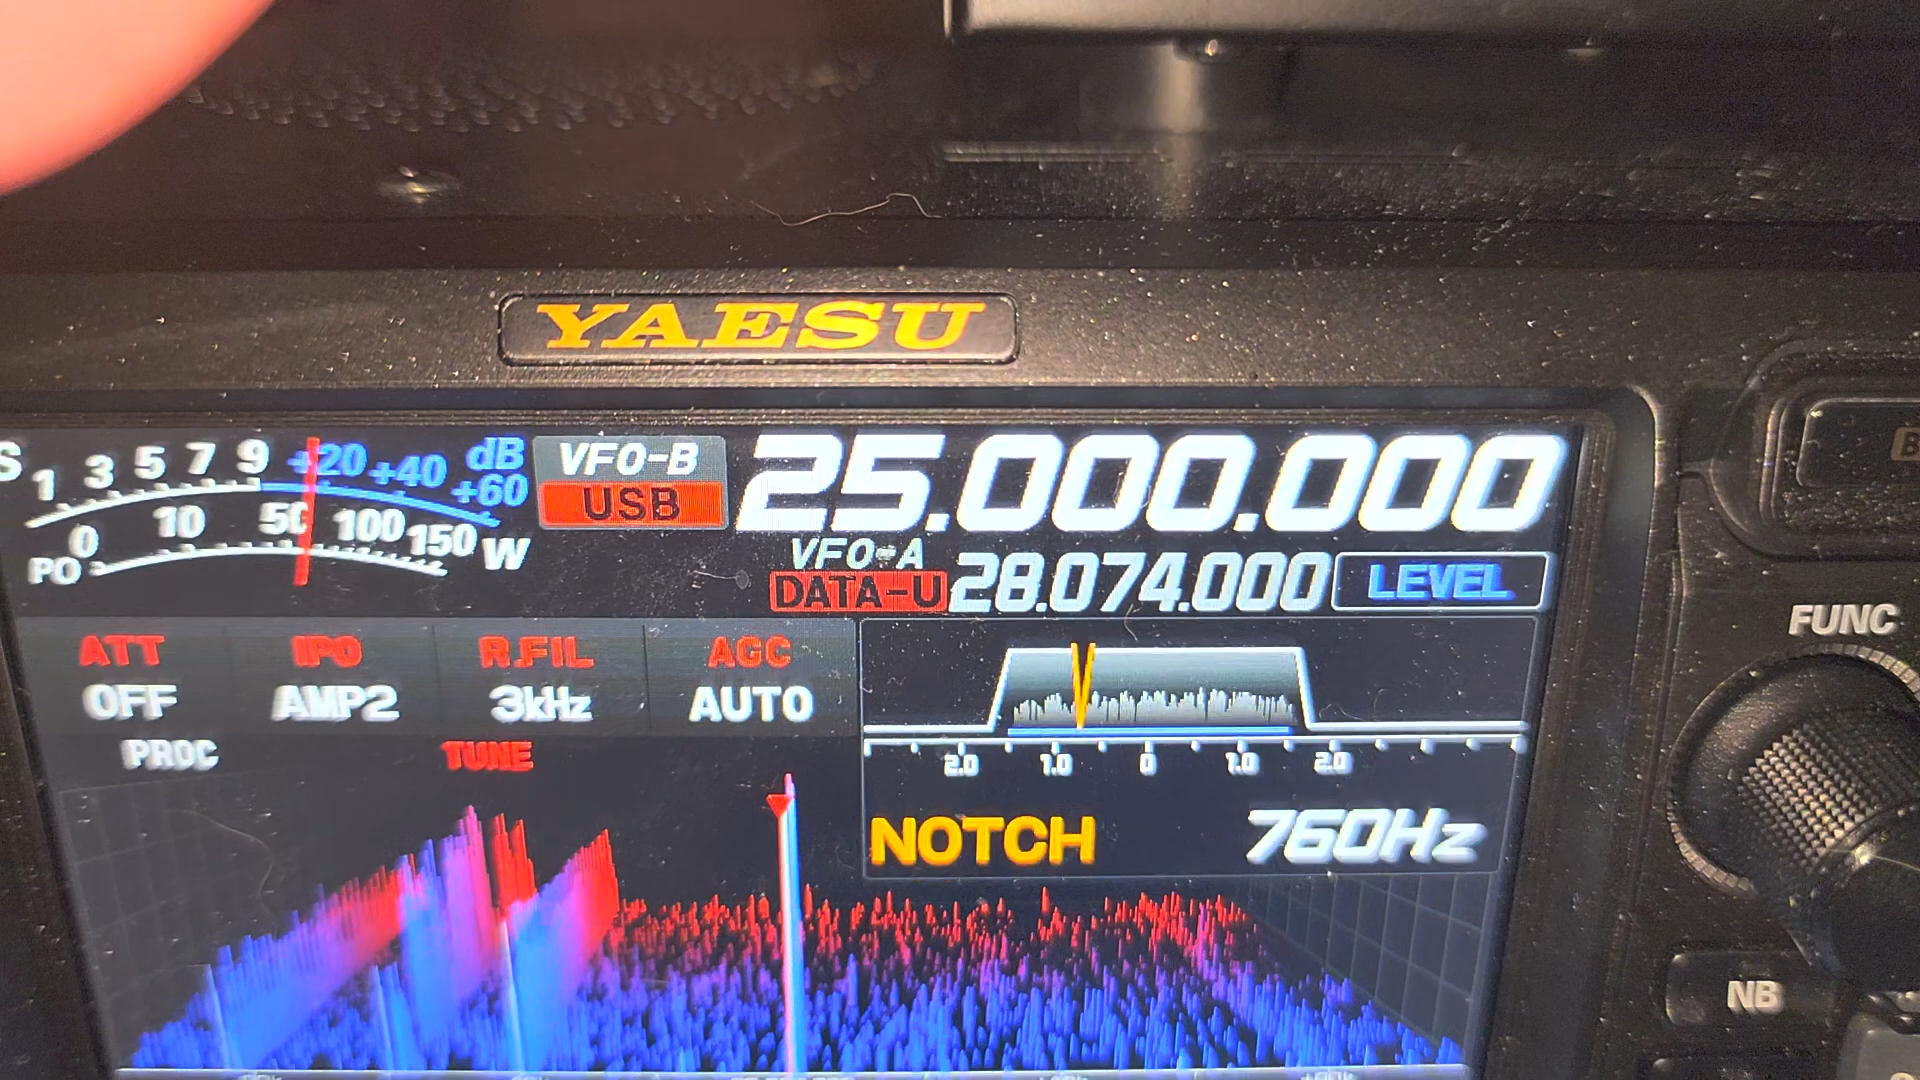 YAESU
S 1 3 5 7 9 +20 +40 +60 dB
PO 0 10 50 100 150 W
VFO-B
USB
25.000.000
VFO-A
DATA-U
28.074.000
LEVEL
FUNC
ATT IPO R.FIL AGC
OFF AMP2 3kHz AUTO
PROC TUNE
2.0 1.0 0 1.0 2.0
NOTCH 760Hz
NB